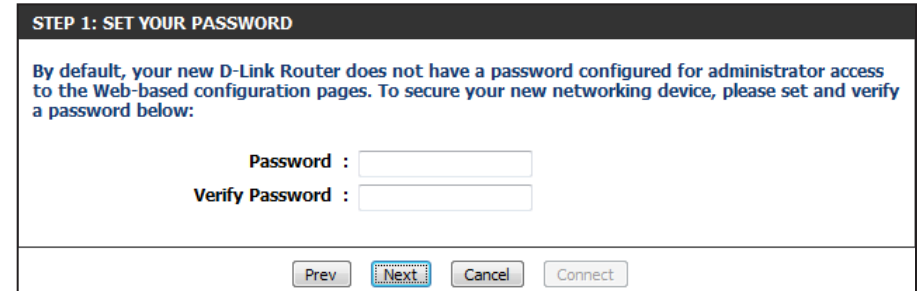 STEP 1: SET YOUR PASSWORD
By default, your new D-Link Router does not have a password configured for administrator access
to the Web-based configuration pages. To secure your new networking device, please set and verify
a password below:
Password :
Verify Password :
Prev Next Cancel Connect